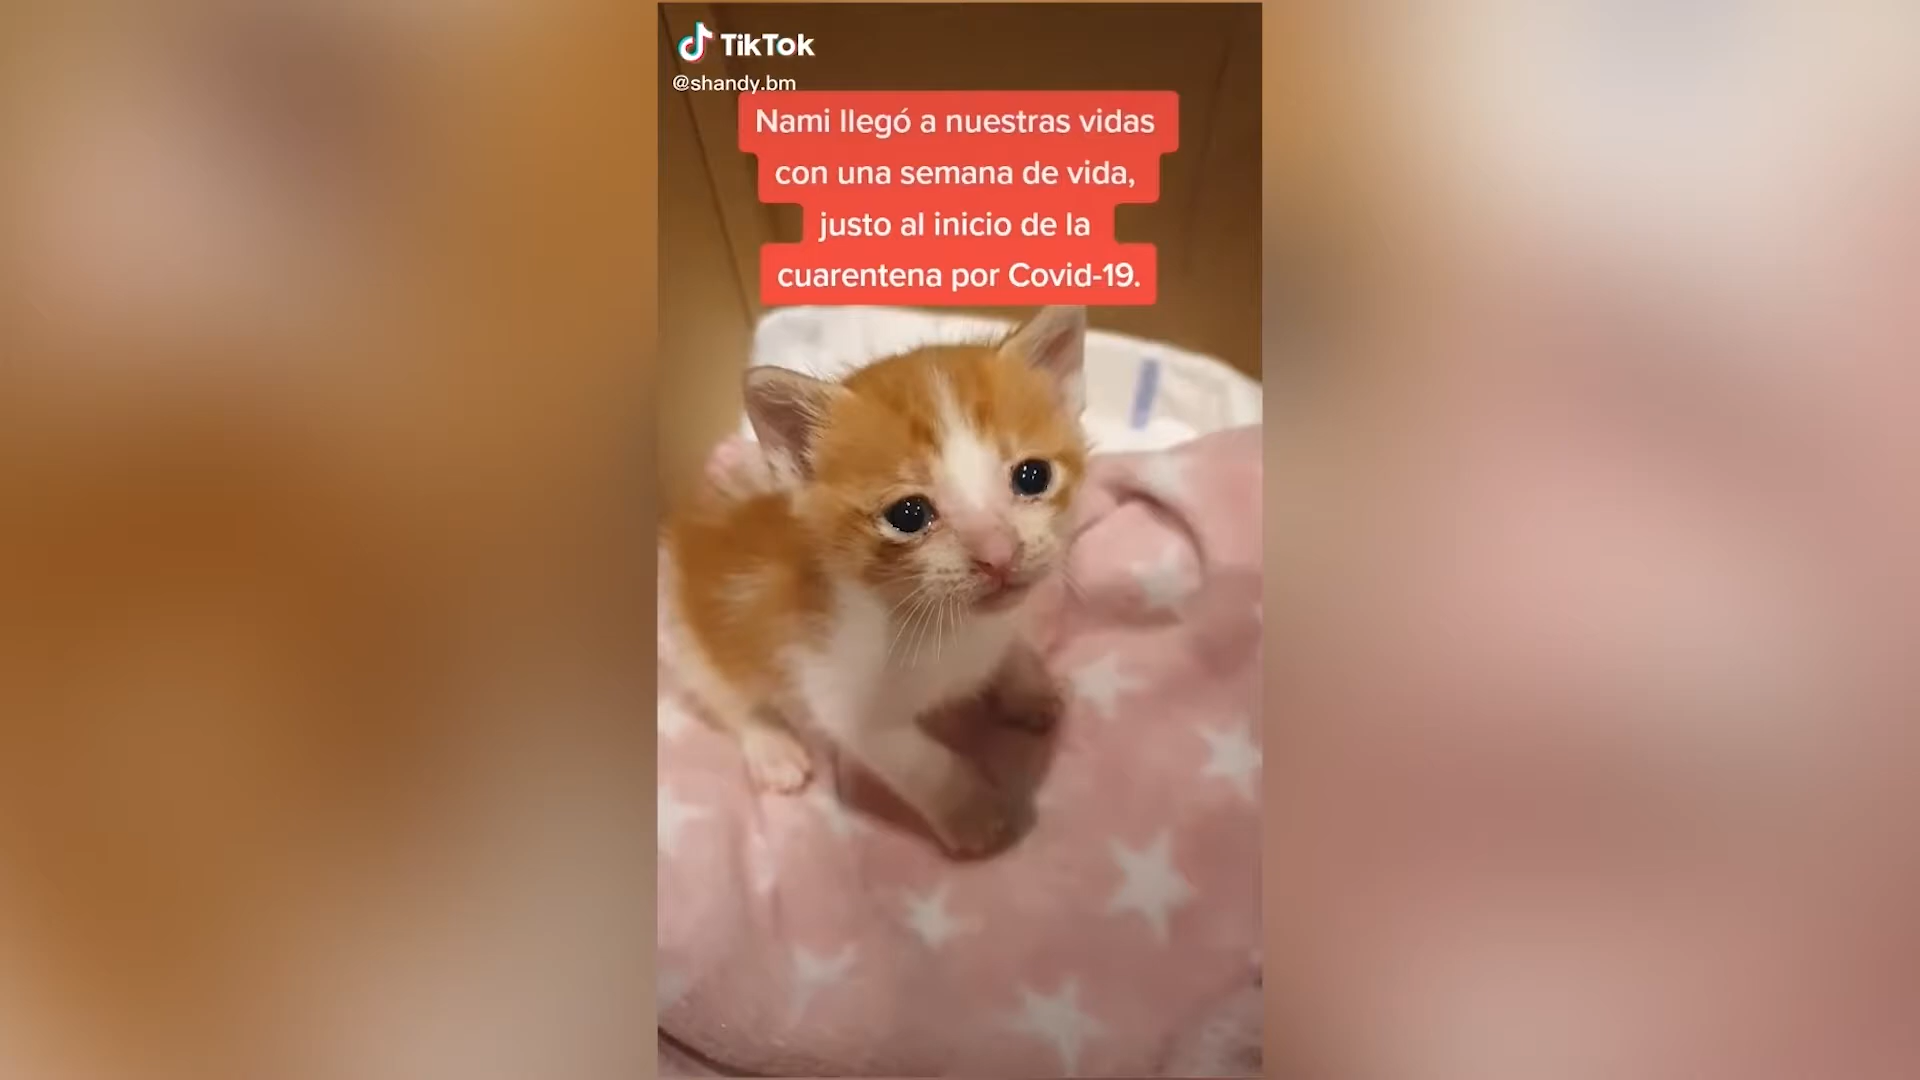 TikTok
@shandy.bm
Nami llegó a nuestras vidas
con una semana de vida,
justo al inicio de la
cuarentena por Covid-19.